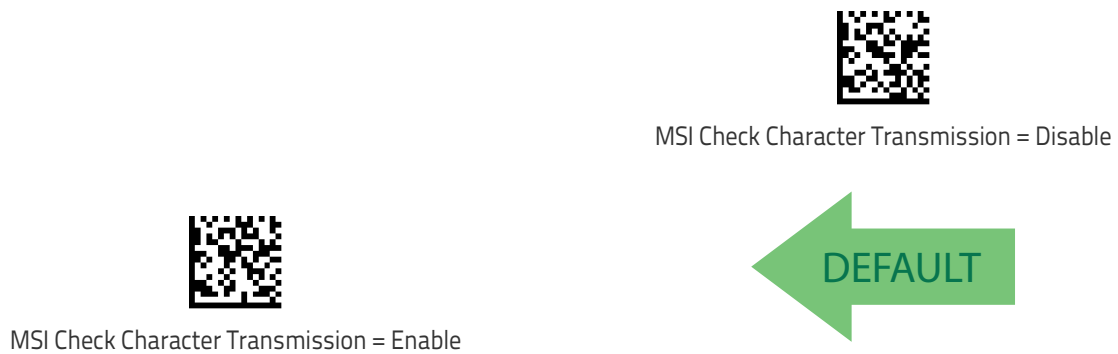 MSI Check Character Transmission = Disable
DEFAULT
MSI Check Character Transmission = Enable